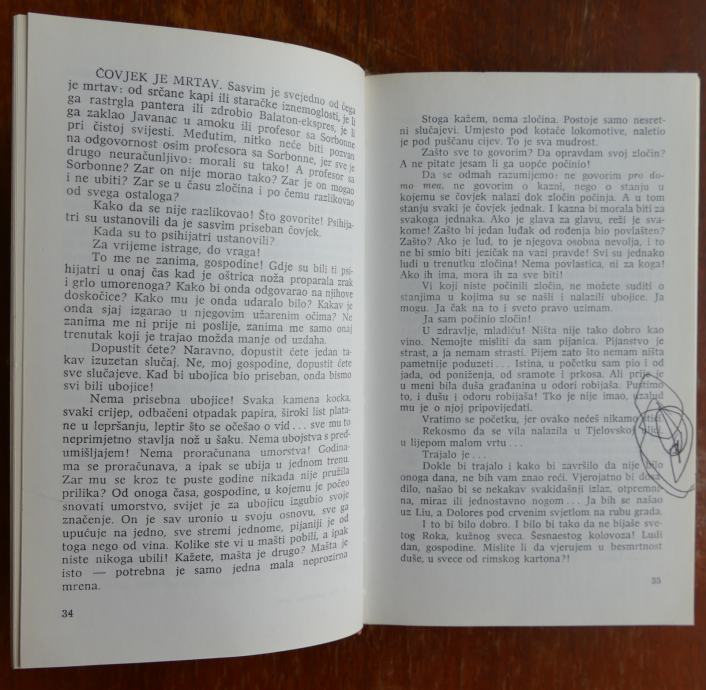 ČOVJEK JE MRTAV. Sasvim je svejedno od čega
je mrtav: od srčane kapi ili staračke iznemoglosti, je li
ga rastrgla pantera ili zdrobio Balaton-ekspres, je li
ga zaklao Javanac u amoku ili profesor sa Sorbonne
pri čistoj svijesti. Međutim, nitko neće biti pozvan
na odgovornost osim profesora sa Sorbonne, jer sve je
drugo neuračunljivo: morali su tako! A profesor sa
Sorbonne? Zar on nije morao tako? Zar je on mogao
i ne ubiti? Zar se u času zločina i po čemu razlikovao
od svega ostaloga?
Kako da se nije razlikovao! Što govorite! Psihija-
tri su ustanovili da je sasvim priseban čovjek.
Kada su to psihijatri ustanovili?
Za vrijeme istrage, do vraga!
To me ne zanima, gospodine! Gdje su bili ti psi-
hijatri u onaj čas kad je oštrica noža proparala zrak
i grlo umorenoga? Kako bi onda odgovarao na njihove
doskočice? Kako mu je onda udaralo bilo? Kakav je
onda sjaj izgarao u njegovim užarenim očima? Ne
zanima me ni prije ni poslije, zanima me samo onaj
trenutak koji je trajao možda manje od uzdaha.
Dopustit ćete? Naravno, dopustit ćete jedan ta-
kav izuzetan slučaj. Ne, moj gospodine, dopustit ćete
sve slučajeve. Kad bi ubojica bio priseban, onda bismo
svi bili ubojice!
Nema prisebna ubojice! Svaka kamena kocka,
svaki crijep, odbačeni otpadak papira, široki list plata-
ne u lepršanju, leptir što se očešao o vid . . . sve mu to
neprimjetno stavlja nož u šaku. Nema ubojstva s pred-
umišljajem! Nema proračunana umorstva! Godina-
ma se proračunava, a ipak se ubija u jednom trenu.
Zar mu se kroz te puste godine nikada nije pružila
prilika? Od onoga časa, gospodine, u kojemu je počeo
snovati umorstvo, svijet je za ubojicu izgubio svoje
značenje. On je sav uronio u svoju osnovu, sve ga
upućuje na jedno, sve stremi jednome, pijaniji je od
toga nego od vina. Kolike ste vi u mašti pobili, a ipak
niste nikoga ubili! Kažete, mašta je drugo? Mašta je
isto — potrebna je samo jedna mala neprozirna
mrena.
34
Stoga kažem, nema zločina. Postoje samo nesret-
ni slučajevi. Umjesto pod kotače lokomotive, naletio
je pod puščanu cijev. To je sva mudrost.
Zašto sve to govorim? Da opravdam svoj zločin?
A ne pitate jesam li ga uopće počinio!
Da se odmah razumijemo: ne govorim pro do-
mo mea, ne govorim o kazni, nego o stanju u
kojemu se čovjek nalazi dok zločin počinja. A u tom
stanju svaki je čovjek jednak. I kazna bi morala biti za
svakoga jednaka. Ako je glava za glavu, reži je sva-
kome! Zašto bi jedan luđak od rođenja bio povlašten?
Zašto? Ako je lud, to je njegova osobna nevolja, i to
ne bi smio biti jezičak na vazi pravde! Svi su jednako
ludi u trenutku zločina! Nema povlastica, ni za koga!
Ako ih ima, mora ih za sve biti!
Vi koji niste počinili zločin, ne možete suditi o
stanjima u kojima su se našli i nalazili ubojice. Ja
mogu. Ja čak na to i sveto pravo uzimam.
Ja sam počinio zločin!
U zdravlje, mladiću! Ništa nije tako dobro kao
vino. Nemojte misliti da sam pijanica. Pijanstvo je
strast, a ja nemam strasti. Pijem zato što nemam ništa
pametnije poduzeti . . . Istina, u početku sam pio i od
jada, od poniženja, od sramote i prkosa. Ali prije je
u meni bila duša građanina u odori robijaša. Pustimo
to, i dušu i odoru robijaša! Tko je nije imao, uzalud
mu je o njoj pripovijedati.
Vratimo se početku, jer ovako nećeš nikamo stići.
Rekosmo da se vila nalazila u Tjelovskoj ulici,
u lijepom malom vrtu . . .
Trajalo je . . .
Dokle bi trajalo i kako bi završilo da nije bilo
onoga dana, ne bih vam znao reći. Vjerojatno bi doga-
dilo, našao bi se nekakav svakidašnji izlaz, otpremna
na, miraz ili jednostavno nogom . . . Ja bih se našao
uz Liu, a Dolores pod crvenim svjetlom na rubu grada.
I to bi bilo dobro. I bilo bi tako da ne bijaše sve-
tog Roka, kužnog sveca. Šesnaestog kolovoza! Ludi
dan, gospodine. Mislite li da vjerujem u besmrtnost
duše, u svece od rimskog kartona?!
35